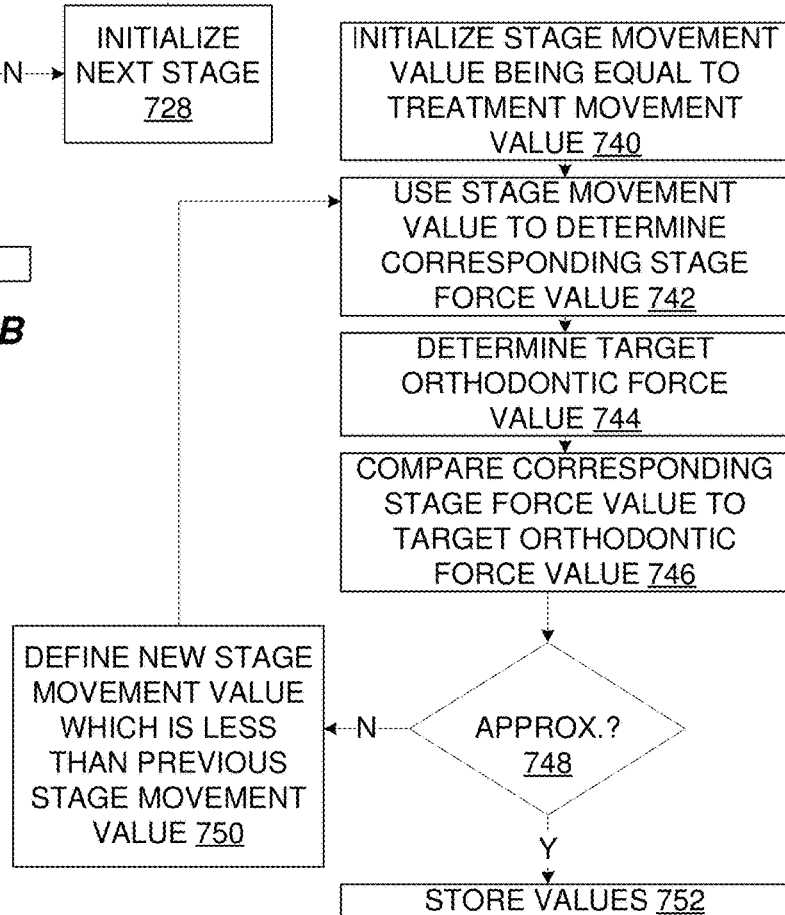 N
INITIALIZE
NEXT STAGE
728
B
INITIALIZE STAGE MOVEMENT
VALUE BEING EQUAL TO
TREATMENT MOVEMENT
VALUE 740
USE STAGE MOVEMENT
VALUE TO DETERMINE
CORRESPONDING STAGE
FORCE VALUE 742
DETERMINE TARGET
ORTHODONTIC FORCE
VALUE 744
COMPARE CORRESPONDING
STAGE FORCE VALUE TO
TARGET ORTHODONTIC
FORCE VALUE 746
APPROX.?
748
N
DEFINE NEW STAGE
MOVEMENT VALUE
WHICH IS LESS
THAN PREVIOUS
STAGE MOVEMENT
VALUE 750
Y
STORE VALUES 752